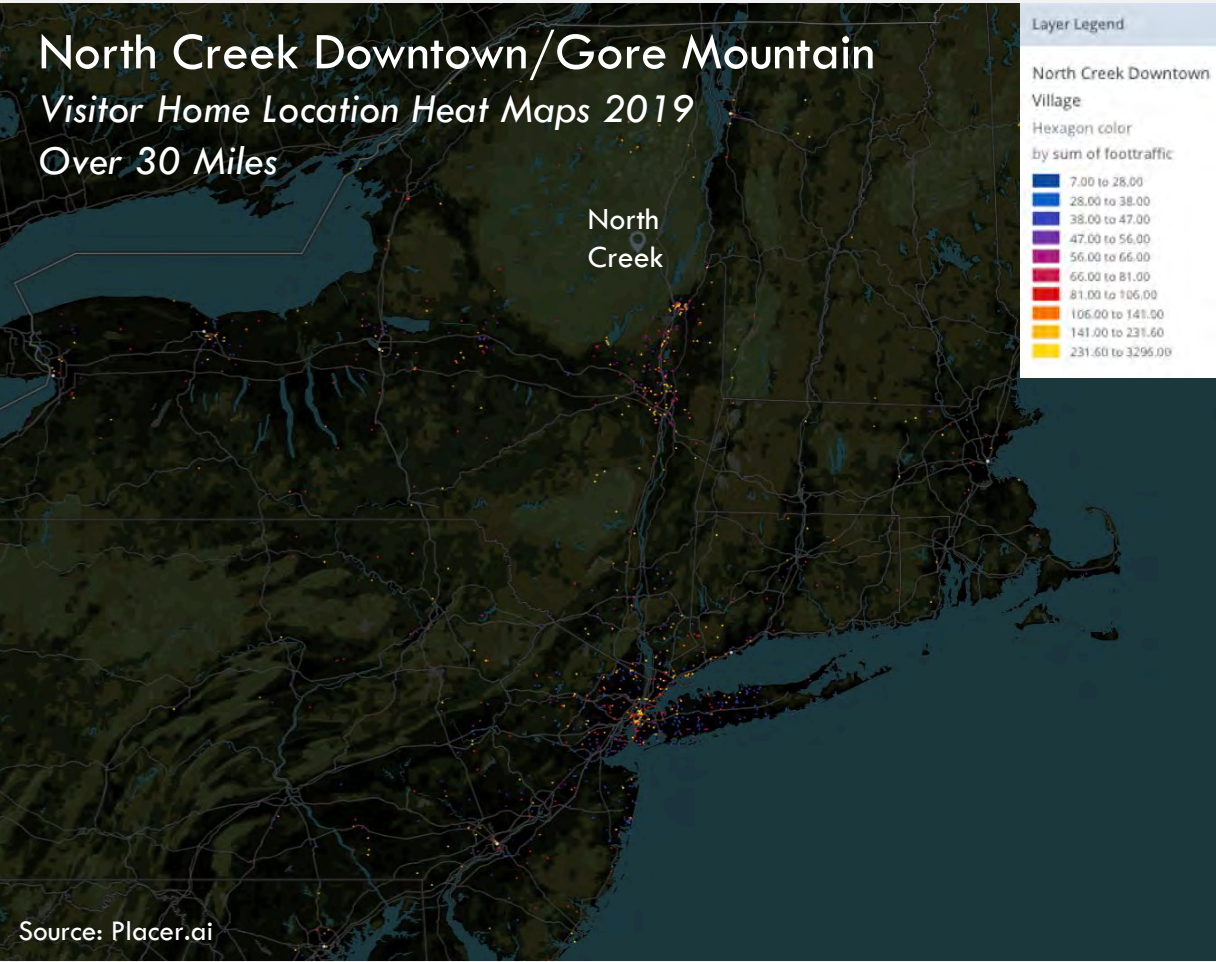 North Creek Downtown/Gore Mountain
Visitor Home Location Heat Maps 2019
Over 30 Miles
North
Creek
Layer Legend
North Creek Downtown
Village
Hexagon color
by sum of foottraffic
7.00 to 28.00
28.00 to 38.00
38.00 to 47.00
47.00 to 56.00
56.00 to 66.00
66.00 to 81.00
81.00 to 106.00
106.00 to 141.00
141.00 to 231.60
231.60 to 3296.00
Source: Placer.ai